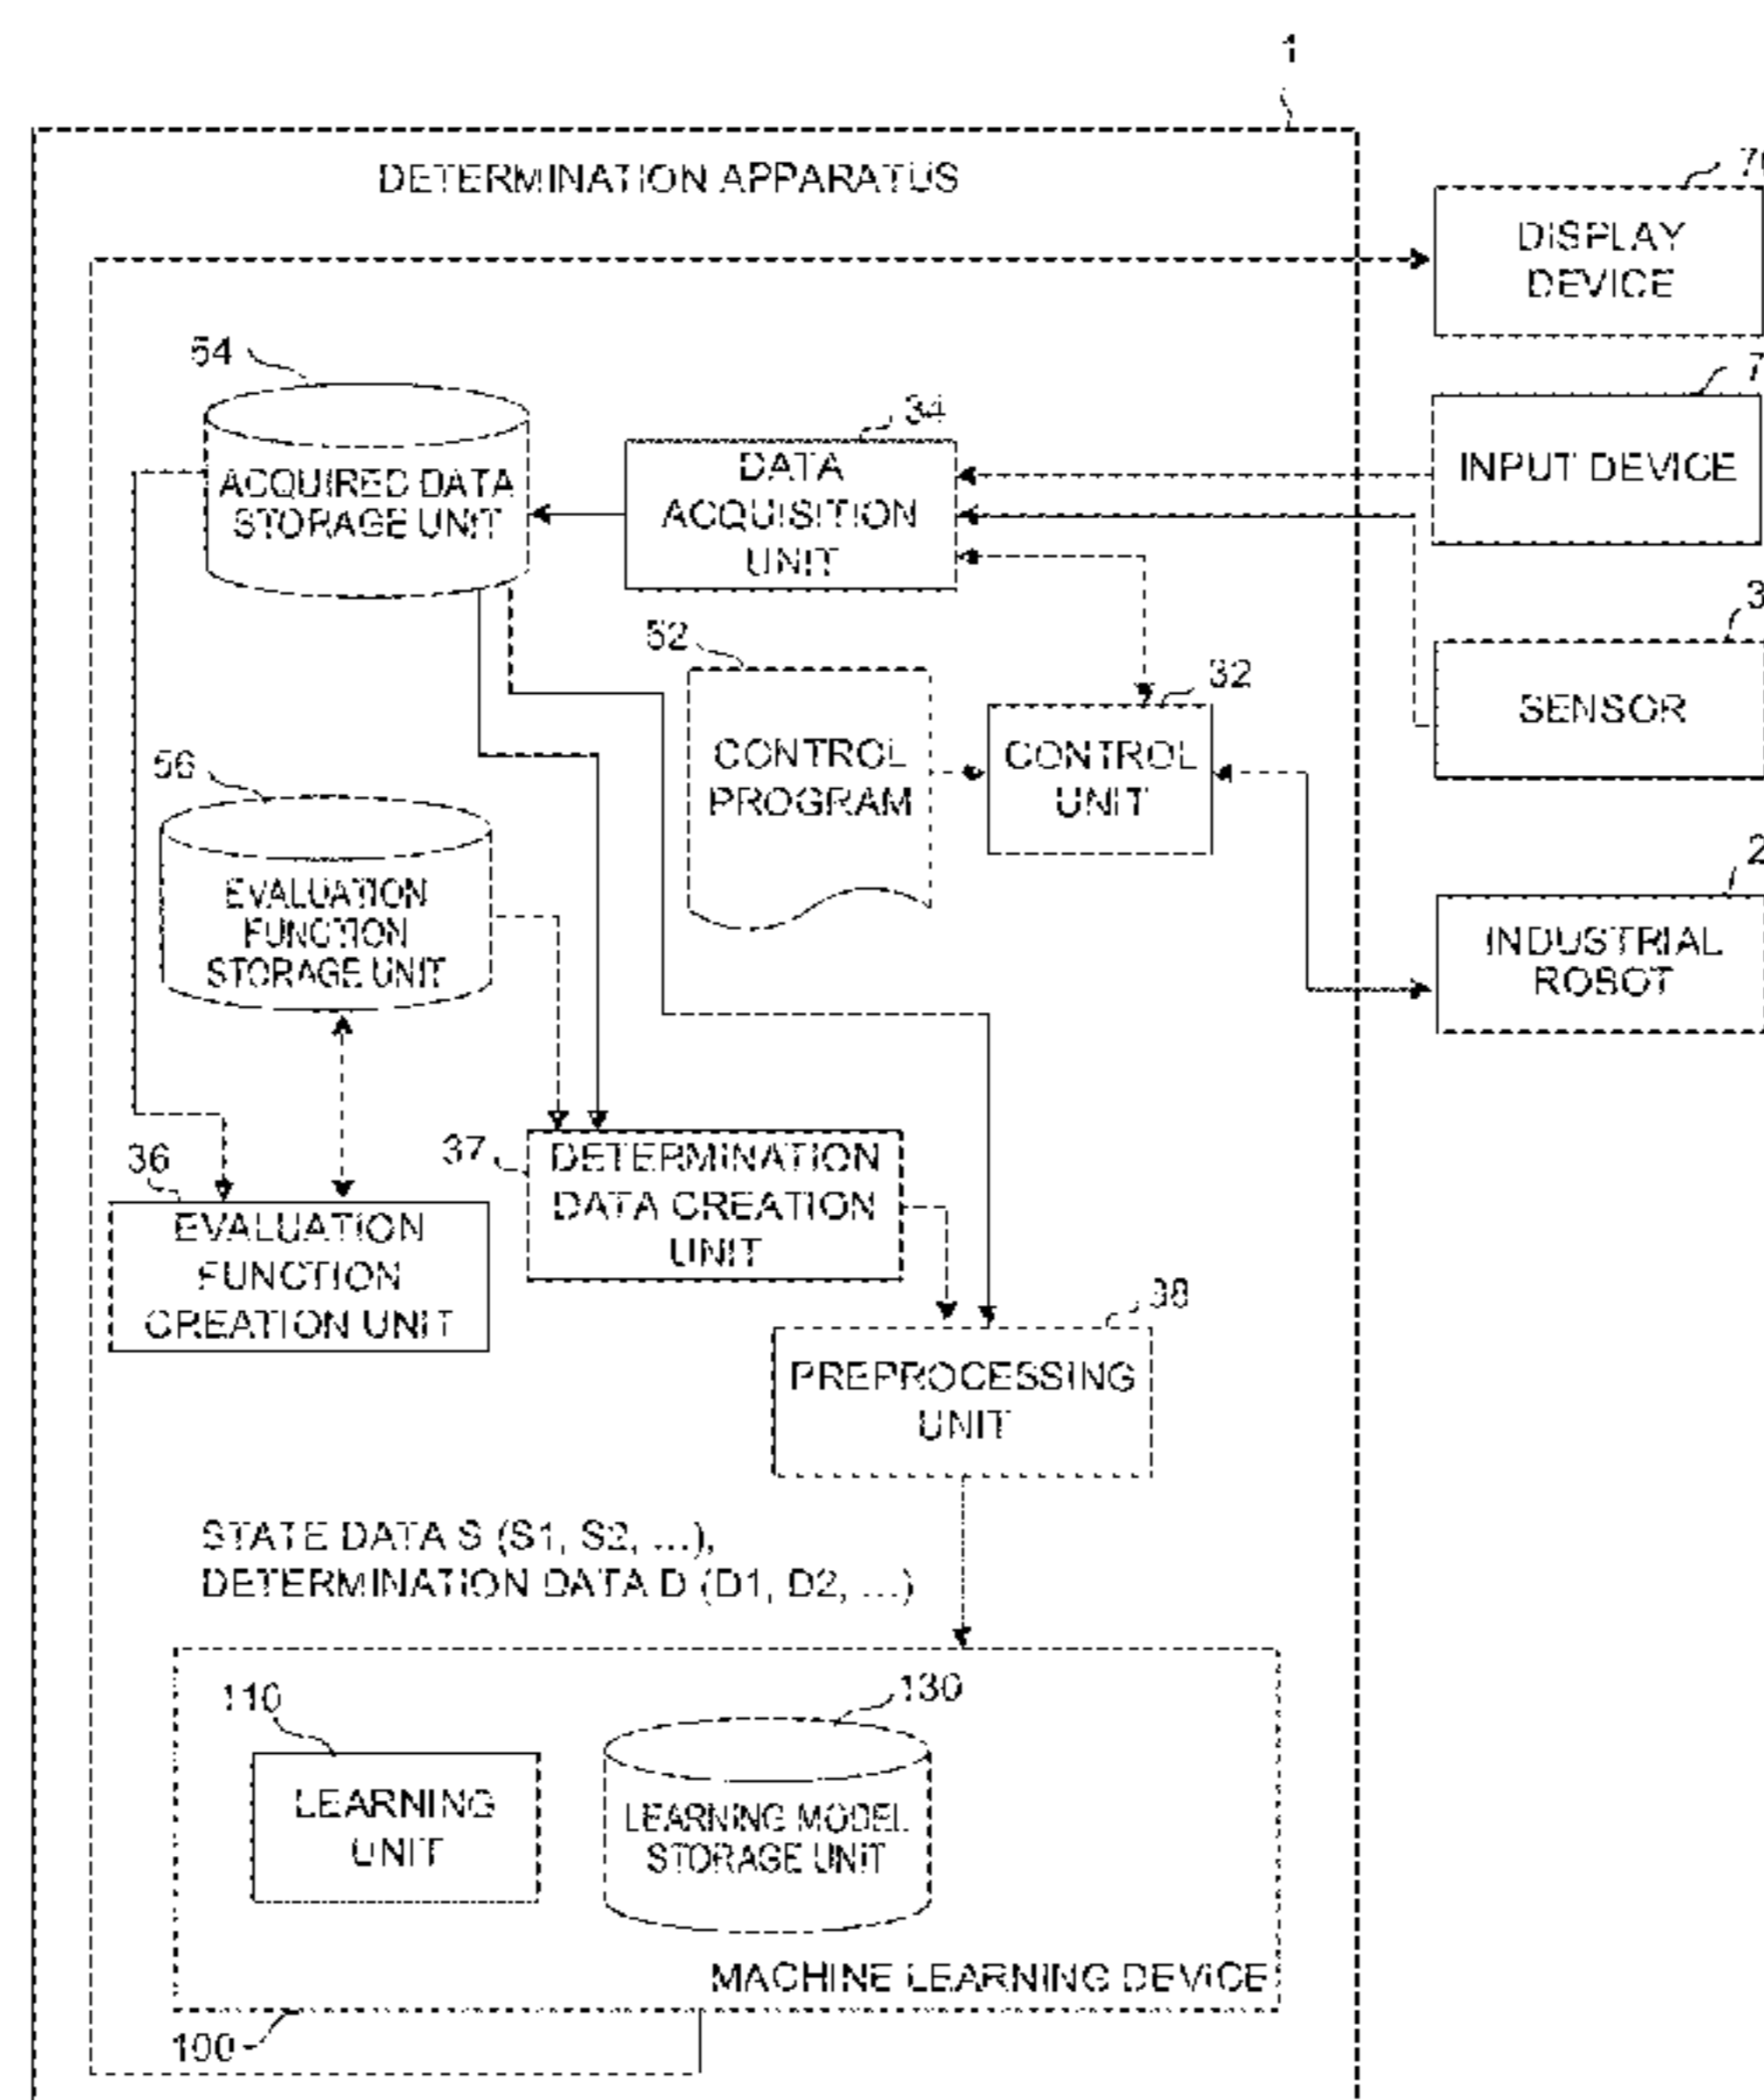 1
DETERMINATION APPARATUS
DISPLAY
DEVICE
54
34
INPUT DEVICE
ACQUIRED DATA
STORAGE UNIT
DATA
ACQUISITION
UNIT
52
32
SENSOR
CONTROL
PROGRAM
CONTROL
UNIT
56
EVALUATION
FUNCTION
STORAGE UNIT
2
INDUSTRIAL
ROBOT
36
EVALUATION
FUNCTION
CREATION UNIT
37
DETERMINATION
DATA CREATION
UNIT
38
PREPROCESSING
UNIT
STATE DATA S (S1, S2, ...),
DETERMINATION DATA D (D1, D2, ...)
110
LEARNING
UNIT
130
LEARNING MODEL
STORAGE UNIT
MACHINE LEARNING DEVICE
100